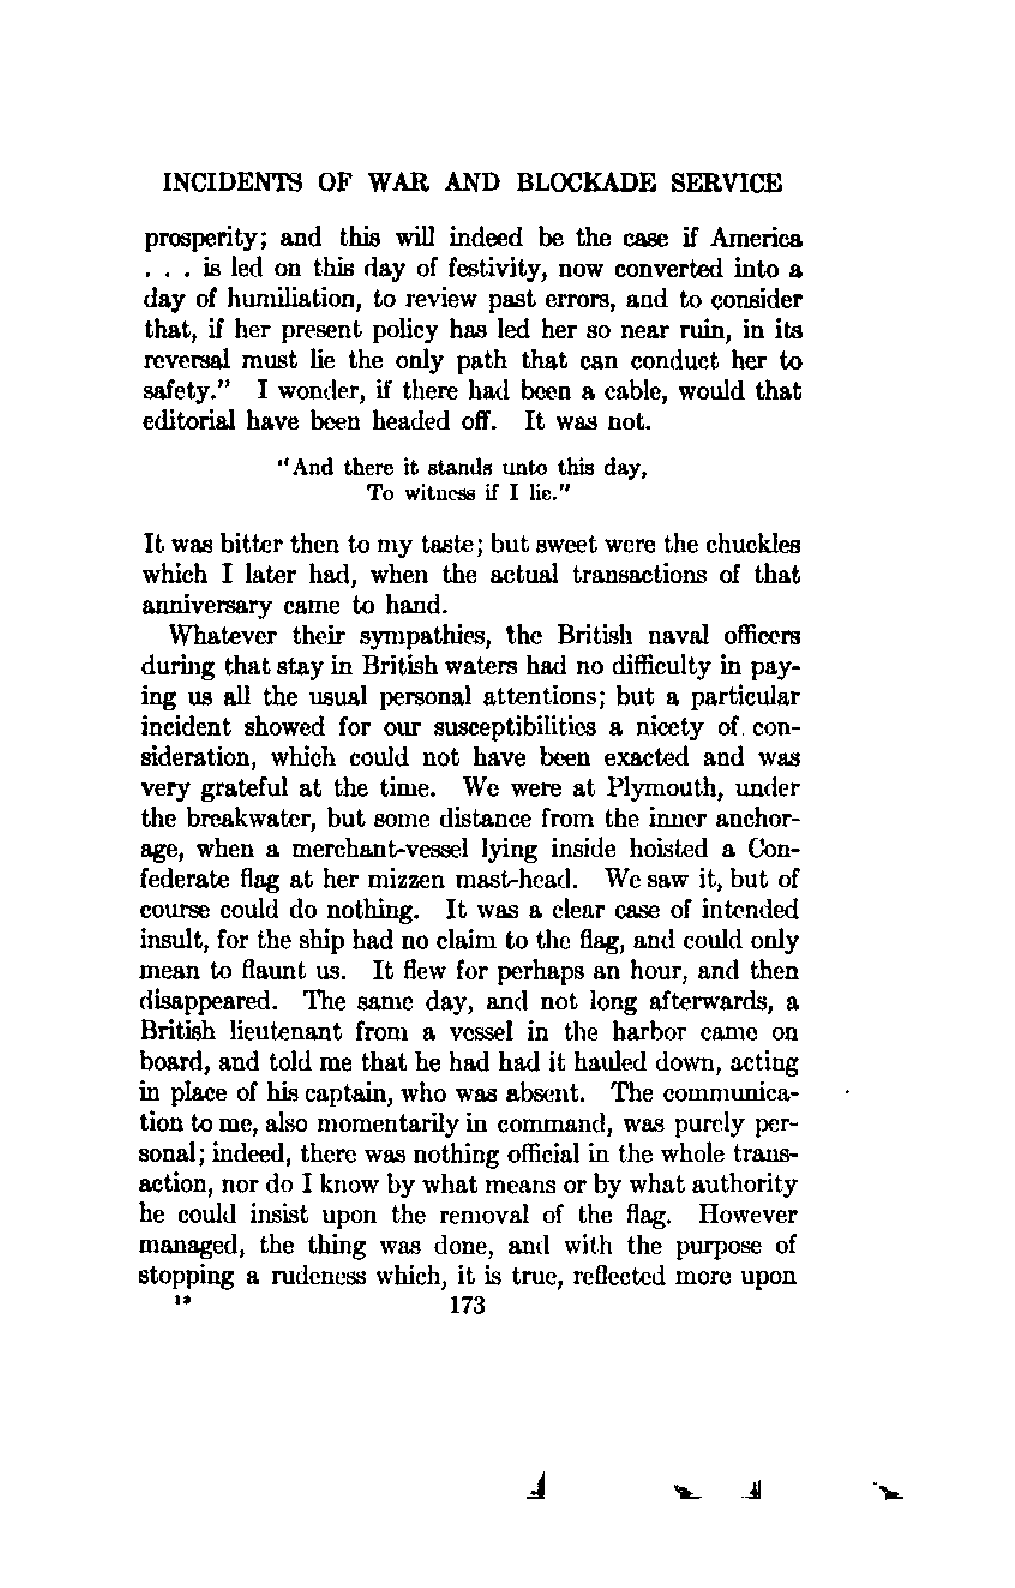 INCIDENTS OF WAR AND BLOCKADE SERVICE
prosperity; and this will indeed be the case if America
. . . is led on this day of festivity, now converted into a
day of humiliation, to review past errors, and to consider
that, if her present policy has led her so near ruin, in its
reversal must lie the only path that can conduct her to
safety." I wonder, if there had been a cable, would that
editorial have been headed off. It was not.
"And there it stands unto this day,
To witness if I lie."
It was bitter then to my taste; but sweet were the chuckles
which I later had, when the actual transactions of that
anniversary came to hand.
Whatever their sympathies, the British naval officers
during that stay in British waters had no difficulty in pay-
ing us all the usual personal attentions; but a particular
incident showed for our susceptibilities a nicety of con-
sideration, which could not have been exacted and was
very grateful at the time. We were at Plymouth, under
the breakwater, but some distance from the inner anchor-
age, when a merchant-vessel lying inside hoisted a Con-
federate flag at her mizzen mast-head. We saw it, but of
course could do nothing. It was a clear case of intended
insult, for the ship had no claim to the flag, and could only
mean to flaunt us. It flew for perhaps an hour, and then
disappeared. The same day, and not long afterwards, a
British lieutenant from a vessel in the harbor came on
board, and told me that he had had it hauled down, acting
in place of his captain, who was absent. The communica-
tion to me, also momentarily in command, was purely per-
sonal; indeed, there was nothing official in the whole trans-
action, nor do I know by what means or by what authority
he could insist upon the removal of the flag. However
managed, the thing was done, and with the purpose of
stopping a rudeness which, it is true, reflected more upon
173